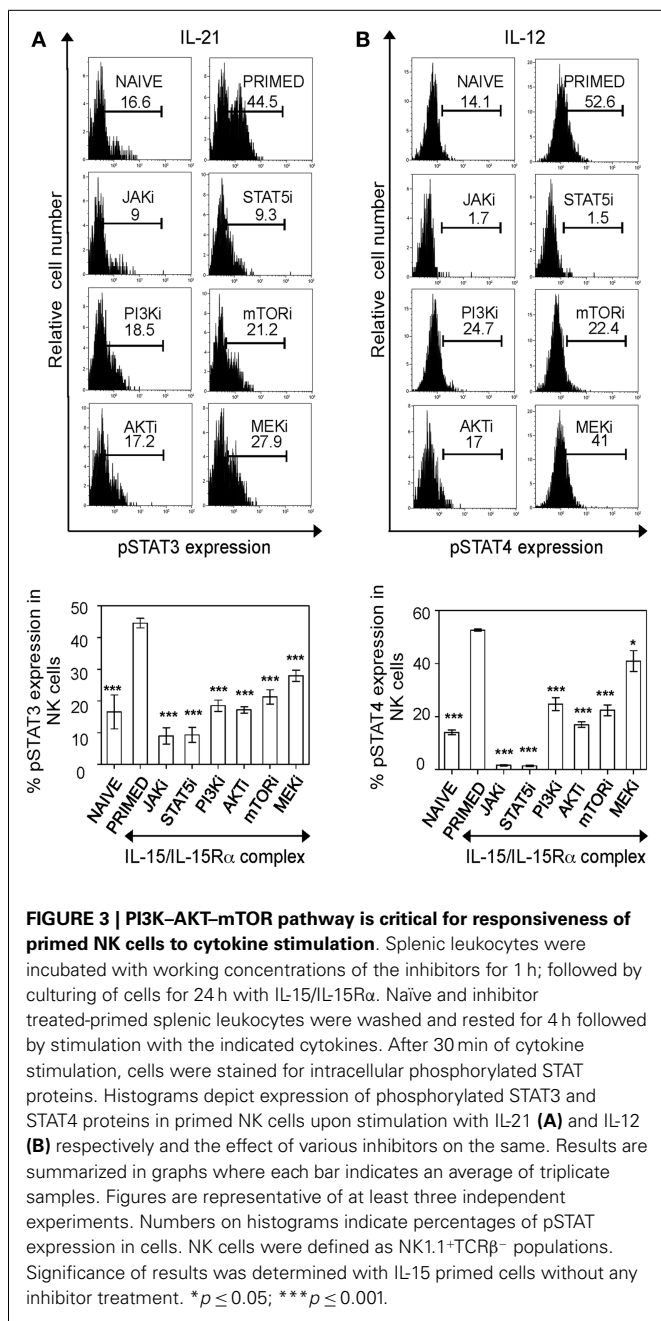 A IL-21
B IL-12
NAIVE
16.6
PRIMED
44.5
JAKi
9
STAT5i
9.3
PI3Ki
18.5
mTORi
21.2
AKTi
17.2
MEKi
27.9
Relative cell number
pSTAT3 expression
NAIVE
14.1
PRIMED
52.6
JAKi
1.7
STAT5i
1.5
PI3Ki
24.7
mTORi
22.4
AKTi
17
MEKi
41
Relative cell number
pSTAT4 expression
% pSTAT3 expression in
NK cells
50
40
30
20
10
0
*** *** *** *** *** *** ***
NAIVE
PRIMED
JAKi
STAT5i
PI3Ki
AKTi
mTORi
MEKi
IL-15/IL-15Rα complex
% pSTAT4 expression in
NK cells
60
40
20
0
*** *** *** *** *** *** *
NAIVE
PRIMED
JAKi
STAT5i
PI3Ki
AKTi
mTORi
MEKi
IL-15/IL-15Rα complex
FIGURE 3 | PI3K–AKT–mTOR pathway is critical for responsiveness of
primed NK cells to cytokine stimulation. Splenic leukocytes were
incubated with working concentrations of the inhibitors for 1 h; followed by
culturing of cells for 24 h with IL-15/IL-15Rα. Naïve and inhibitor
treated-primed splenic leukocytes were washed and rested for 4 h followed
by stimulation with the indicated cytokines. After 30 min of cytokine
stimulation, cells were stained for intracellular phosphorylated STAT
proteins. Histograms depict expression of phosphorylated STAT3 and
STAT4 proteins in primed NK cells upon stimulation with IL-21 (A) and IL-12
(B) respectively and the effect of various inhibitors on the same. Results are
summarized in graphs where each bar indicates an average of triplicate
samples. Figures are representative of at least three independent
experiments. Numbers on histograms indicate percentages of pSTAT
expression in cells. NK cells were defined as NK1.1⁺TCRβ⁻ populations.
Significance of results was determined with IL-15 primed cells without any
inhibitor treatment. *p ≤ 0.05; ***p ≤ 0.001.